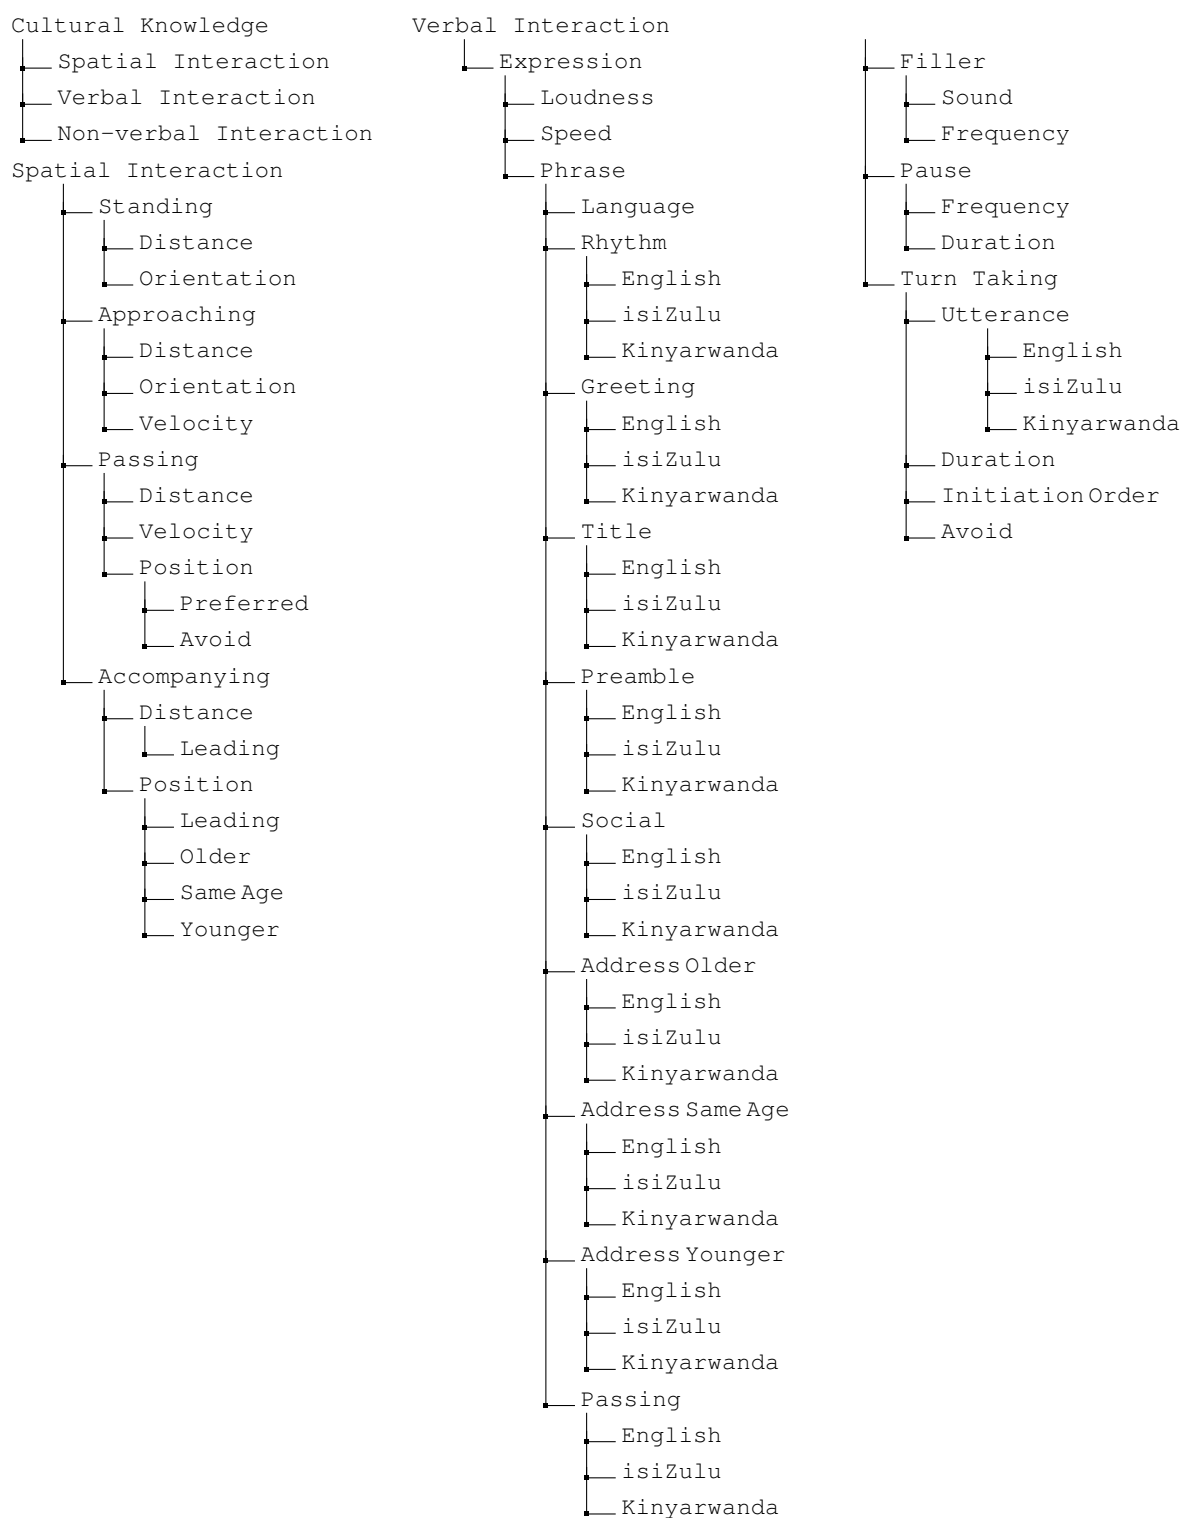 Cultural Knowledge
Spatial Interaction
Verbal Interaction
Non-verbal Interaction
Spatial Interaction
Standing
Distance
Orientation
Approaching
Distance
Orientation
Velocity
Passing
Distance
Velocity
Position
Preferred
Avoid
Accompanying
Distance
Leading
Position
Leading
Older
Same Age
Younger
Verbal Interaction
Expression
Loudness
Speed
Phrase
Language
Rhythm
English
isiZulu
Kinyarwanda
Greeting
English
isiZulu
Kinyarwanda
Title
English
isiZulu
Kinyarwanda
Preamble
English
isiZulu
Kinyarwanda
Social
English
isiZulu
Kinyarwanda
Address Older
English
isiZulu
Kinyarwanda
Address Same Age
English
isiZulu
Kinyarwanda
Address Younger
English
isiZulu
Kinyarwanda
Passing
English
isiZulu
Kinyarwanda
Filler
Sound
Frequency
Pause
Frequency
Duration
Turn Taking
Utterance
English
isiZulu
Kinyarwanda
Duration
Initiation Order
Avoid